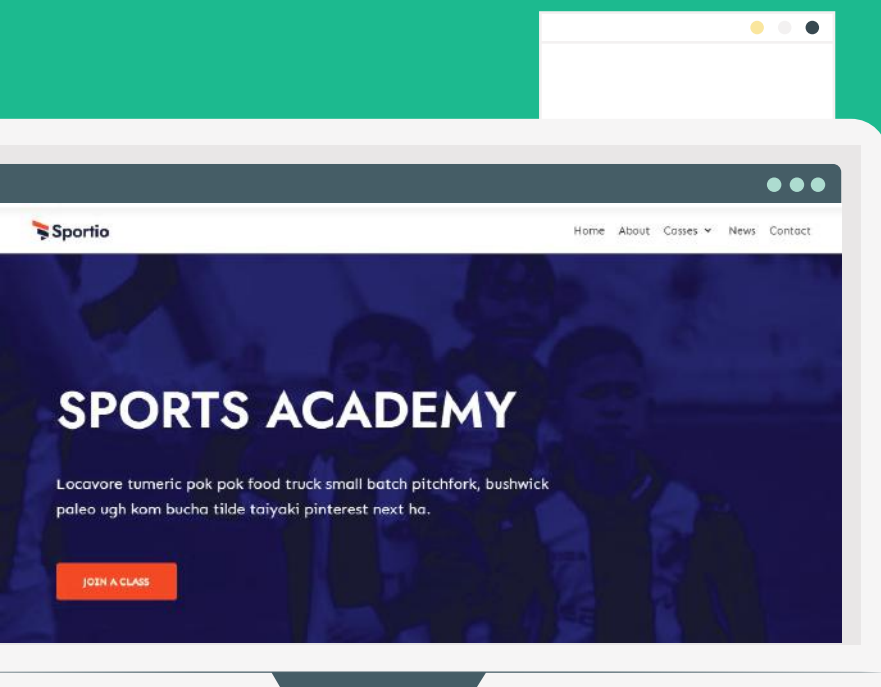 Sportio
Home About Casses News Contact
SPORTS ACADEMY
Locavore tumeric pok pok food truck small batch pitchfork, bushwick
paleo ugh kom bucha tilde taiyaki pinterest next ha.
JOIN A CLASS